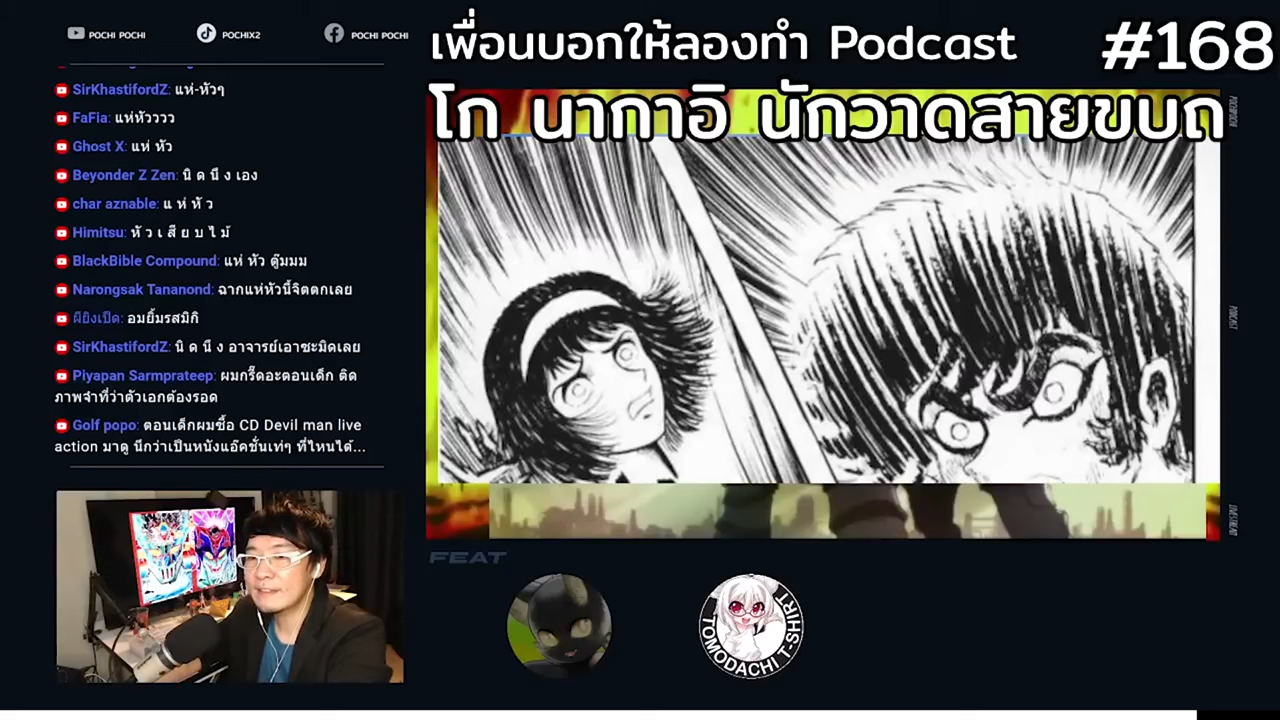 POCHI POCHI
POCHIX2
POCHI POCHI
เพื่อนบอกให้ลองทำ Podcast
#168
โก นากาอิ นักวาดสายขบถ
SirKhastifordZ: แห่-หัวๆ
FaFia: แห่หัวววว
Ghost X: แห่ หัว
Beyonder Z Zen: นิ ด นึ ง เอง
char aznable: แ ห่ หั ว
Himitsu: หั ว เ สี ย บ ไ ม้
BlackBible Compound: แห่ หัว ตู๊มมม
Narongsak Tananond: ฉากแห่หัวนี้จิตตกเลย
ผียิงเป็ด: อมยิ้มรสมิกิ
SirKhastifordZ: นิ ด นึ ง อาจารย์เอาซะมิดเลย
Piyapan Sarmprateep: ผมกรี๊ดอะตอนเด็ก ติด
ภาพจำที่ว่าตัวเอกต้องรอด
Golf popo: ตอนเด็กผมซื้อ CD Devil man live
action มาดู นึกว่าเป็นหนังแอ๊คชั่นเท่ๆ ที่ไหนได้...
POCHIPOCHI
PODCAST
LIVESTREAM
FEAT
TOMODACHI T-SHIRT